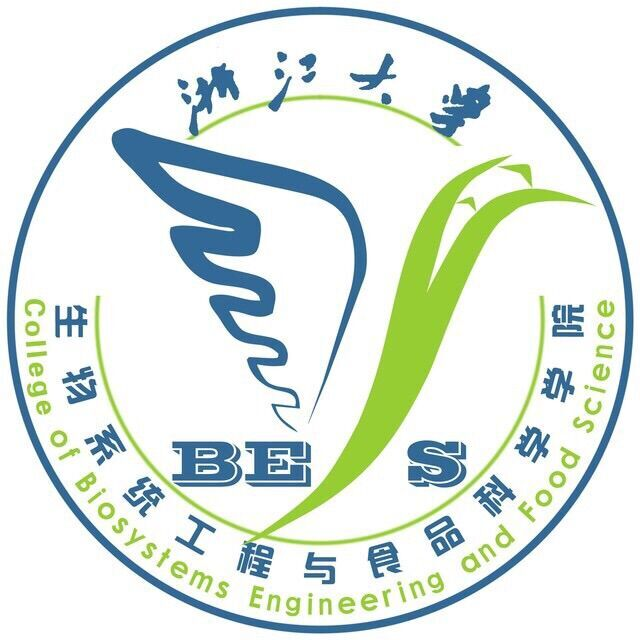 浙江大学
BE S
生物系统工程与食品科学学院
College of Biosystems Engineering and Food Science